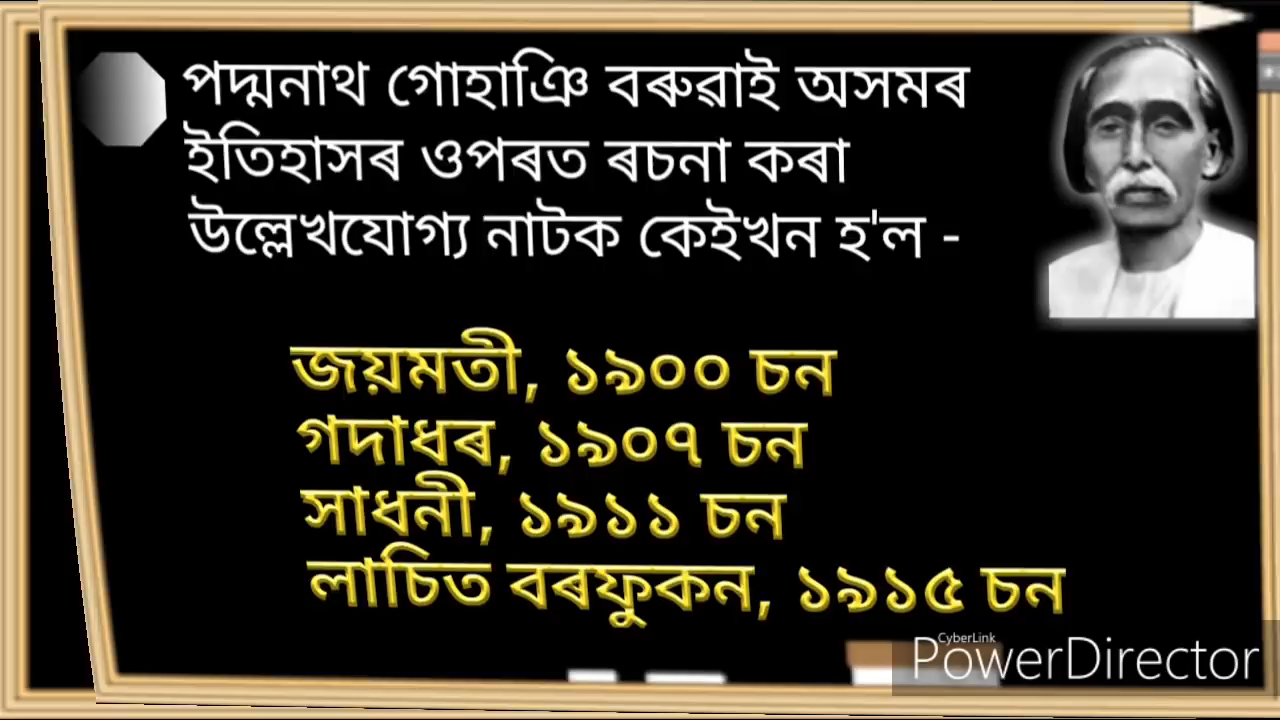 পদ্মনাথ গোহাঞি বৰুৱাই অসমৰ
ইতিহাসৰ ওপৰত ৰচনা কৰা
উল্লেখযোগ্য নাটক কেইখন হ'ল -
জয়মতী, ১৯০০ চন
গদাধৰ, ১৯০৭ চন
সাধনী, ১৯১১ চন
লাচিত বৰফুকন, ১৯১৫ চন
CyberLink
PowerDirector